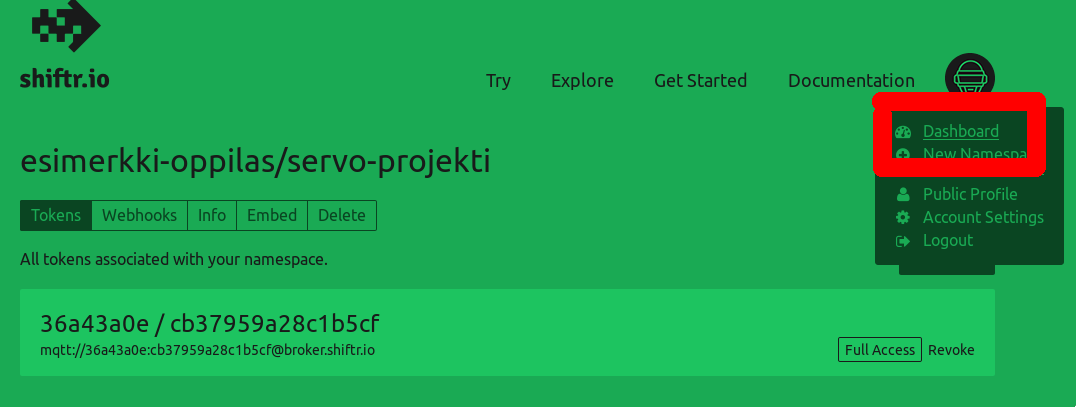 shiftr.io
Try Explore Get Started Documentation
Dashboard
New Namespa
Public Profile
Account Settings
Logout
esimerkki-oppilas/servo-projekti
Tokens Webhooks Info Embed Delete
All tokens associated with your namespace.
36a43a0e / cb37959a28c1b5cf
mqtt://36a43a0e:cb37959a28c1b5cf@broker.shiftr.io
Full Access Revoke